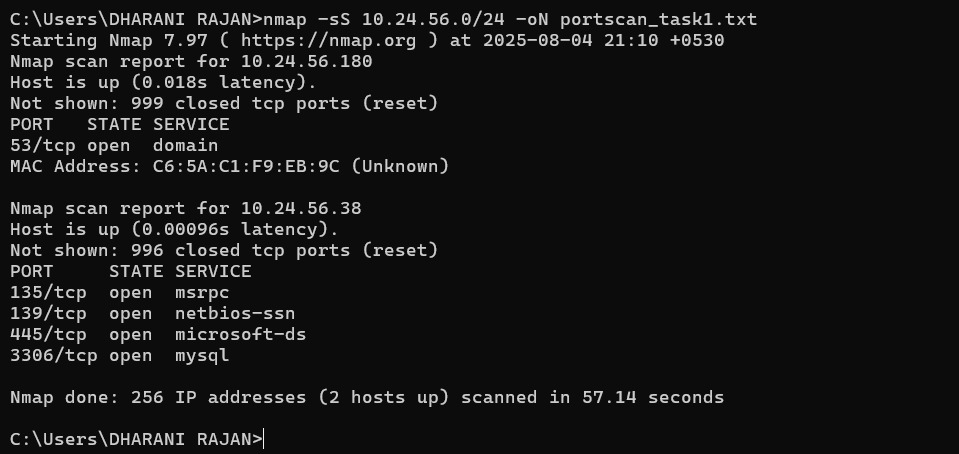 C:\Users\DHARANI RAJAN>nmap -sS 10.24.56.0/24 -oN portscan_task1.txt
Starting Nmap 7.97 ( https://nmap.org ) at 2025-08-04 21:10 +0530
Nmap scan report for 10.24.56.180
Host is up (0.018s latency).
Not shown: 999 closed tcp ports (reset)
PORT   STATE SERVICE
53/tcp open  domain
MAC Address: C6:5A:C1:F9:EB:9C (Unknown)

Nmap scan report for 10.24.56.38
Host is up (0.00096s latency).
Not shown: 996 closed tcp ports (reset)
PORT     STATE SERVICE
135/tcp  open  msrpc
139/tcp  open  netbios-ssn
445/tcp  open  microsoft-ds
3306/tcp open  mysql

Nmap done: 256 IP addresses (2 hosts up) scanned in 57.14 seconds

C:\Users\DHARANI RAJAN>